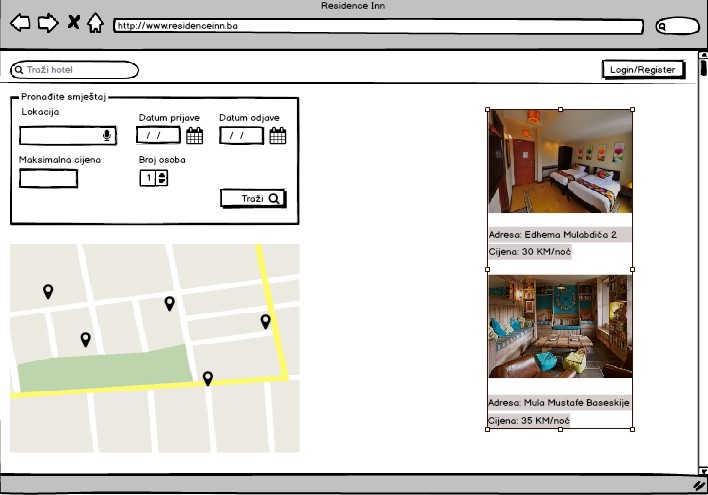 Residence Inn
http://www.residenceinn.ba
Traži hotel
Login/Register
Pronađite smještaj
Lokacija
Datum prijave
Datum odjave
/ /
/ /
Maksimalna cijena
Broj osoba
1
Traži
Adresa: Edhema Mulabdića 2
Cijena: 30 KM/noć
Adresa: Mula Mustafe Baseskije
Cijena: 35 KM/noć